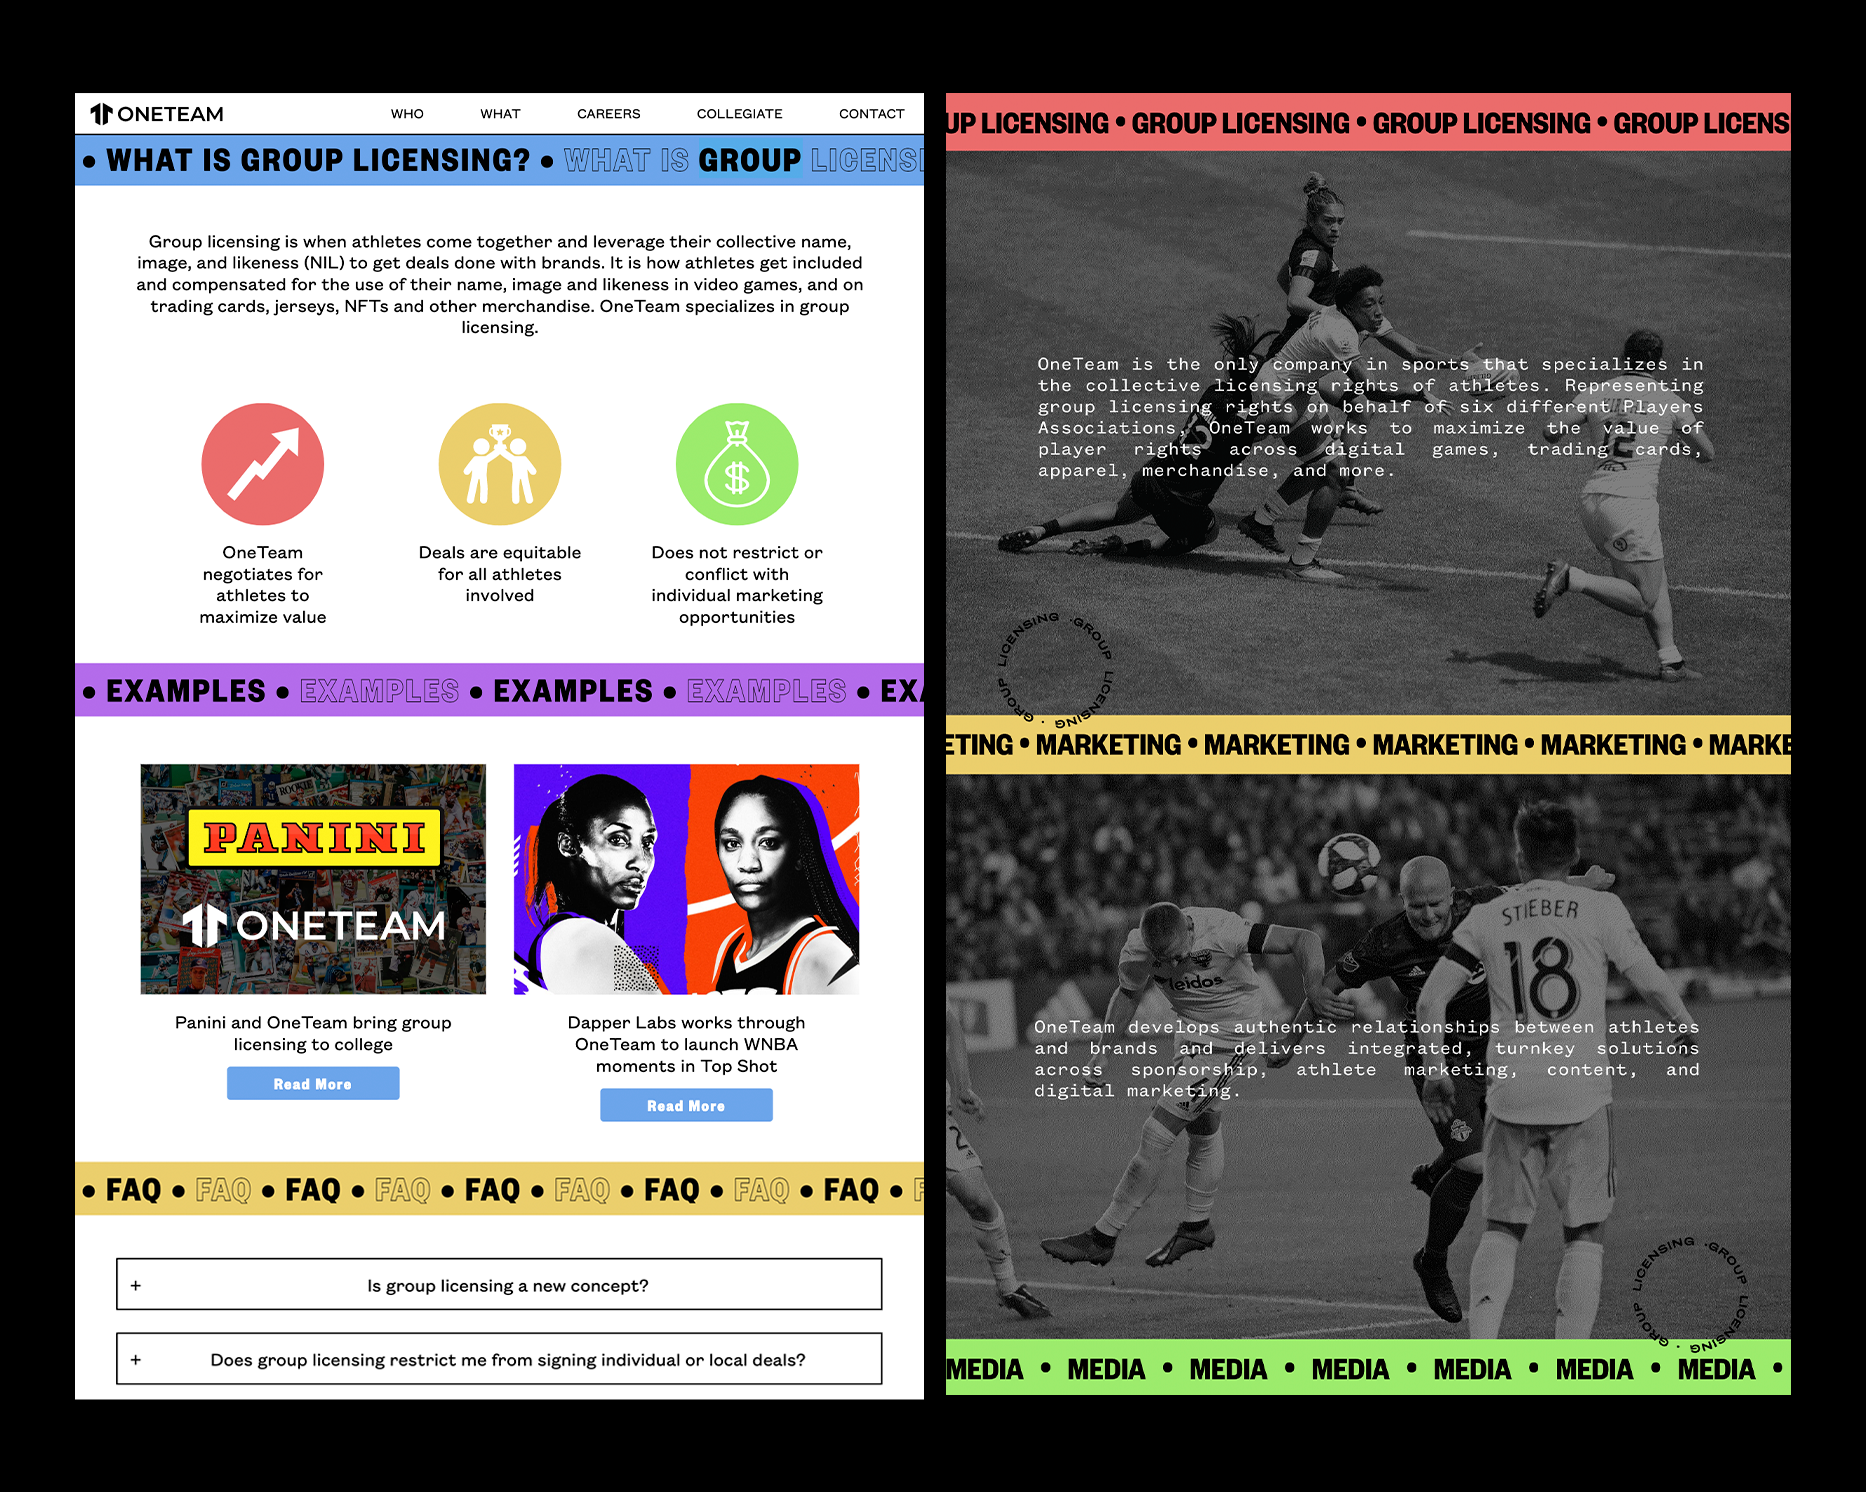 ONETEAM
WHO WHAT CAREERS COLLEGIATE CONTACT
• WHAT IS GROUP LICENSING? • WHAT IS GROUP LICENSI
Group licensing is when athletes come together and leverage their collective name,
image, and likeness (NIL) to get deals done with brands. It is how athletes get included
and compensated for the use of their name, image and likeness in video games, and on
trading cards, jerseys, NFTs and other merchandise. OneTeam specializes in group
licensing.
$
OneTeam
negotiates for
athletes to
maximize value
Deals are equitable
for all athletes
involved
Does not restrict or
conflict with
individual marketing
opportunities
• EXAMPLES • EXAMPLES • EXAMPLES • EXAMPLES • EXA
ROOKIE
PANINI
ONETEAM
Panini and OneTeam bring group
licensing to college
Read More
Dapper Labs works through
OneTeam to launch WNBA
moments in Top Shot
Read More
• FAQ • FAQ • FAQ • FAQ • FAQ • FAQ • FAQ • FAQ • FAQ • F
+ Is group licensing a new concept?
+ Does group licensing restrict me from signing individual or local deals?
UP LICENSING • GROUP LICENSING • GROUP LICENSING • GROUP LICENS
OneTeam is the only company in sports that specializes in
the collective licensing rights of athletes. Representing
group licensing rights on behalf of six different Players
Associations, OneTeam works to maximize the value of
player rights across digital games, trading cards,
apparel, merchandise, and more.
12
· GROUP LICENSING · GROUP LICENSING
ETING • MARKETING • MARKETING • MARKETING • MARKETING • MARKE
STIEBER
18
leidos
OneTeam develops authentic relationships between athletes
and brands and delivers integrated, turnkey solutions
across sponsorship, athlete marketing, content, and
digital marketing.
2
· GROUP LICENSING · GROUP LICENSING
MEDIA • MEDIA • MEDIA • MEDIA • MEDIA • MEDIA • MEDIA •